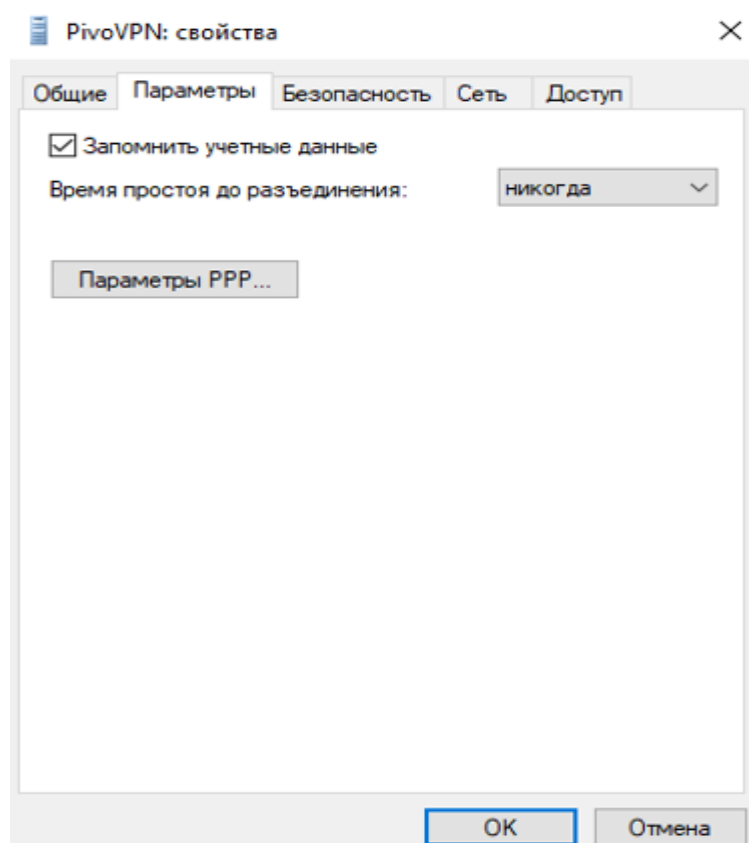 PivoVPN: свойства
Общие Параметры Безопасность Сеть Доступ
Запомнить учетные данные
Время простоя до разъединения: никогда
Параметры PPP...
OK Отмена